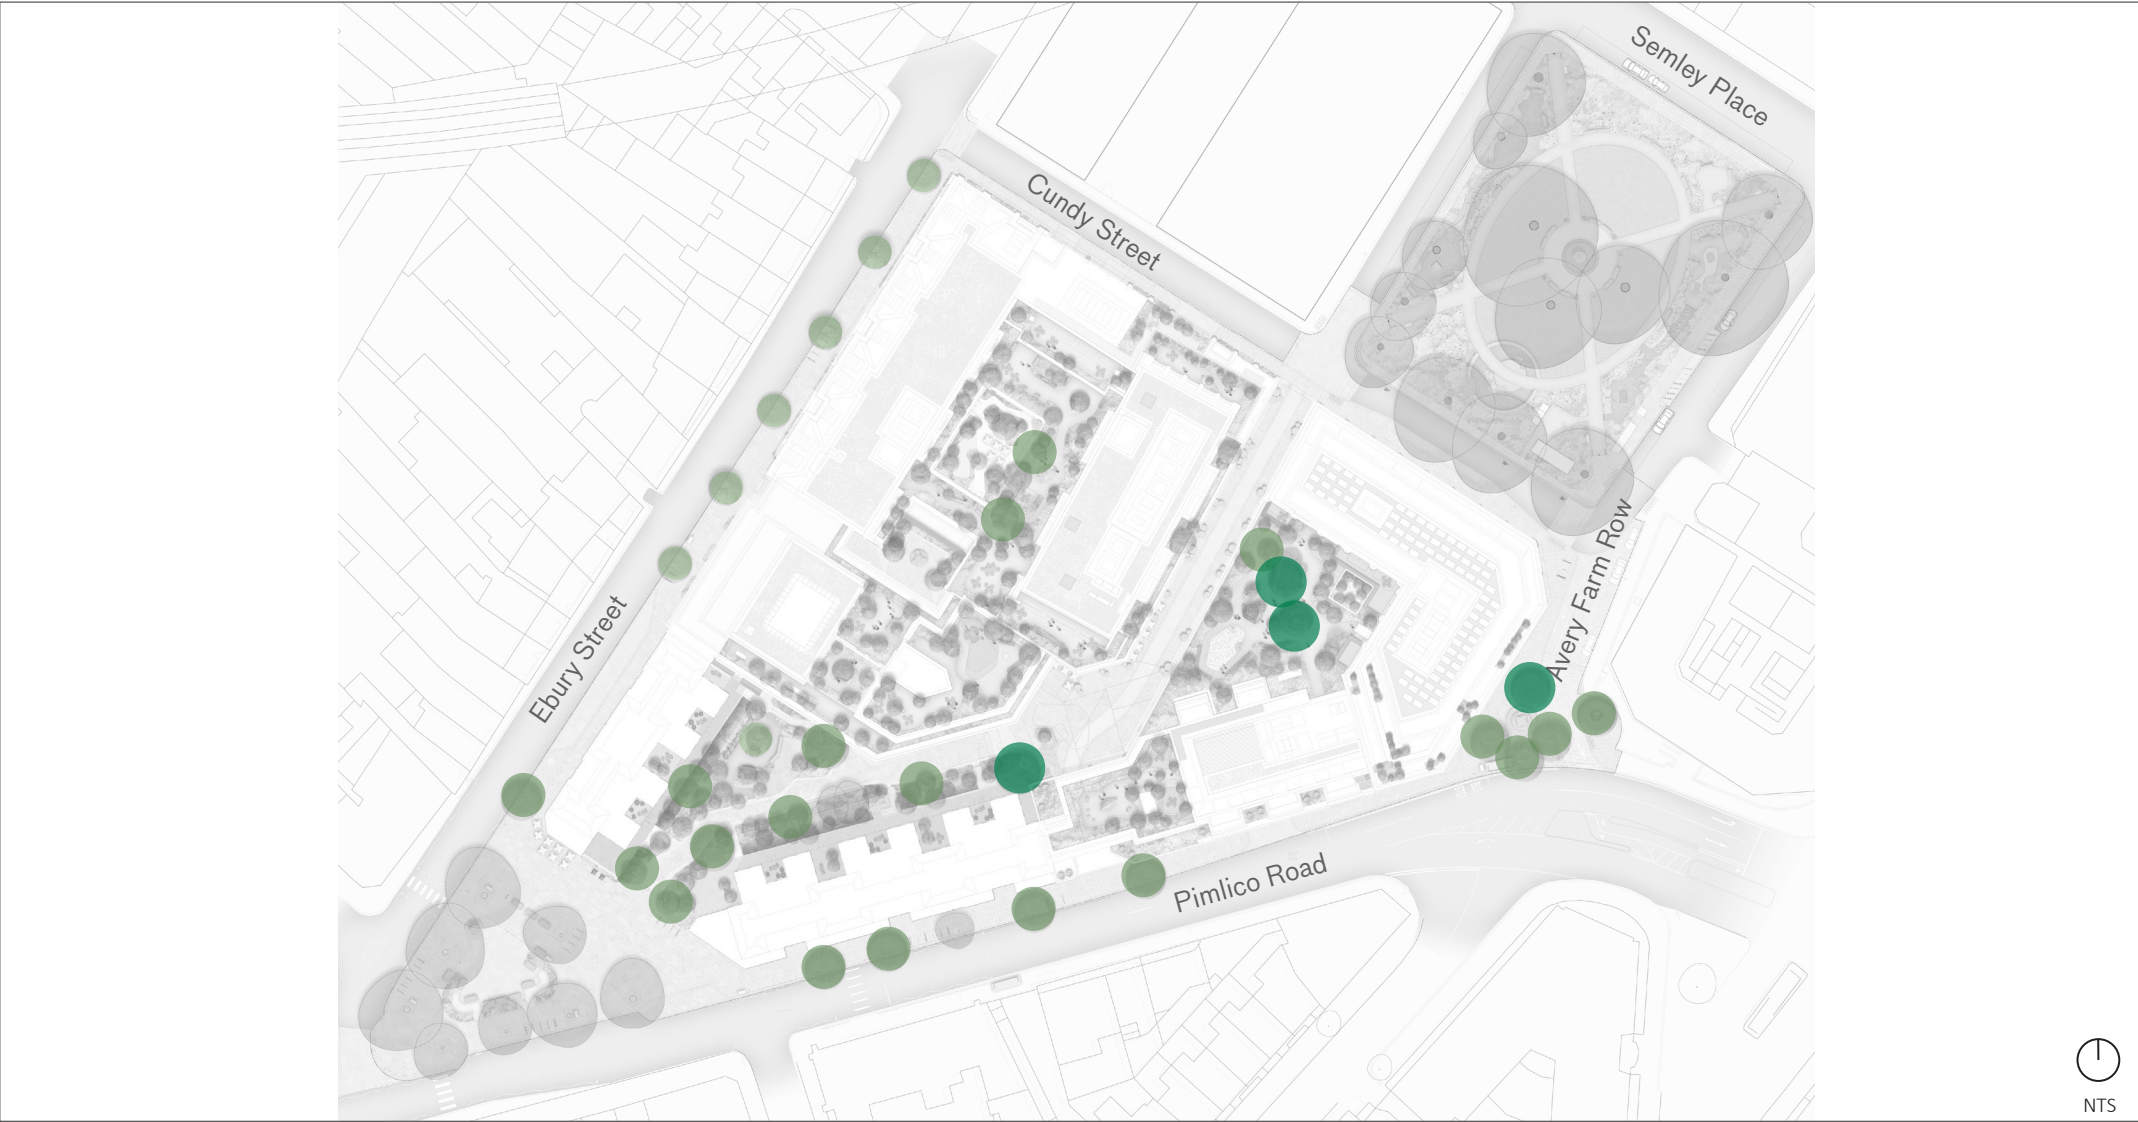 Semley Place
Cundy Street
Avery Farm Row
Ebury Street
Pimlico Road
NTS